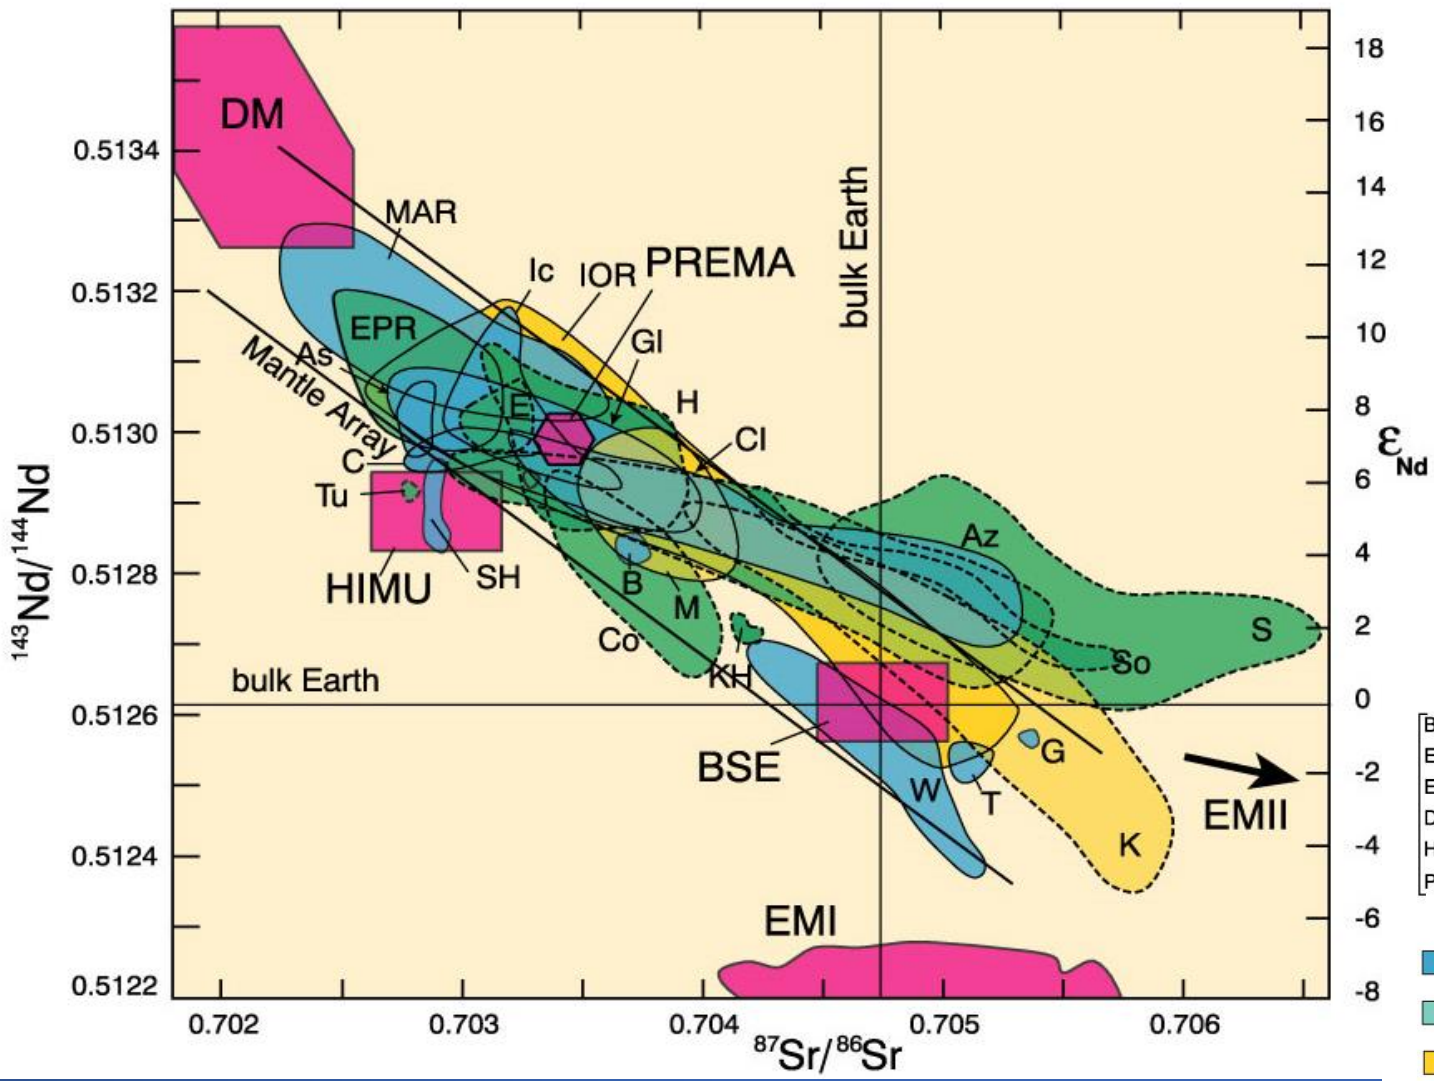 18
DM
16
0.5134
14
MAR
bulk Earth
12
Ic
IOR
PREMA
0.5132
EPR
10
GI
As
Mantle Array
E
H
8
0.5130
CI
C
εNd
Tu
6
Az
HIMU
SH
0.5128
B
4
M
Co
S
2
KH
So
bulk Earth
0
0.5126
BSE
G
-2
W
T
EMII
K
0.5124
-4
EMI
-6
0.5122
-8
143Nd/144Nd
0.702
0.703
0.704
0.705
0.706
87Sr/86Sr
B
E
E
D
H
P